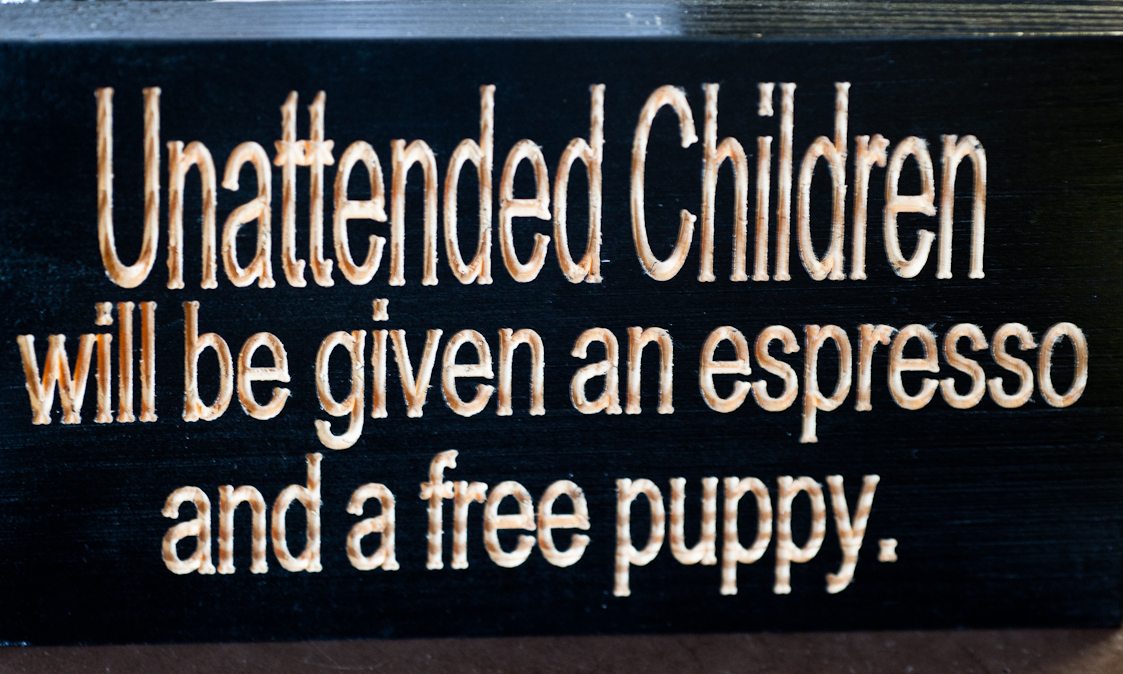 Unattended Children
will be given an espresso
and a free puppy.